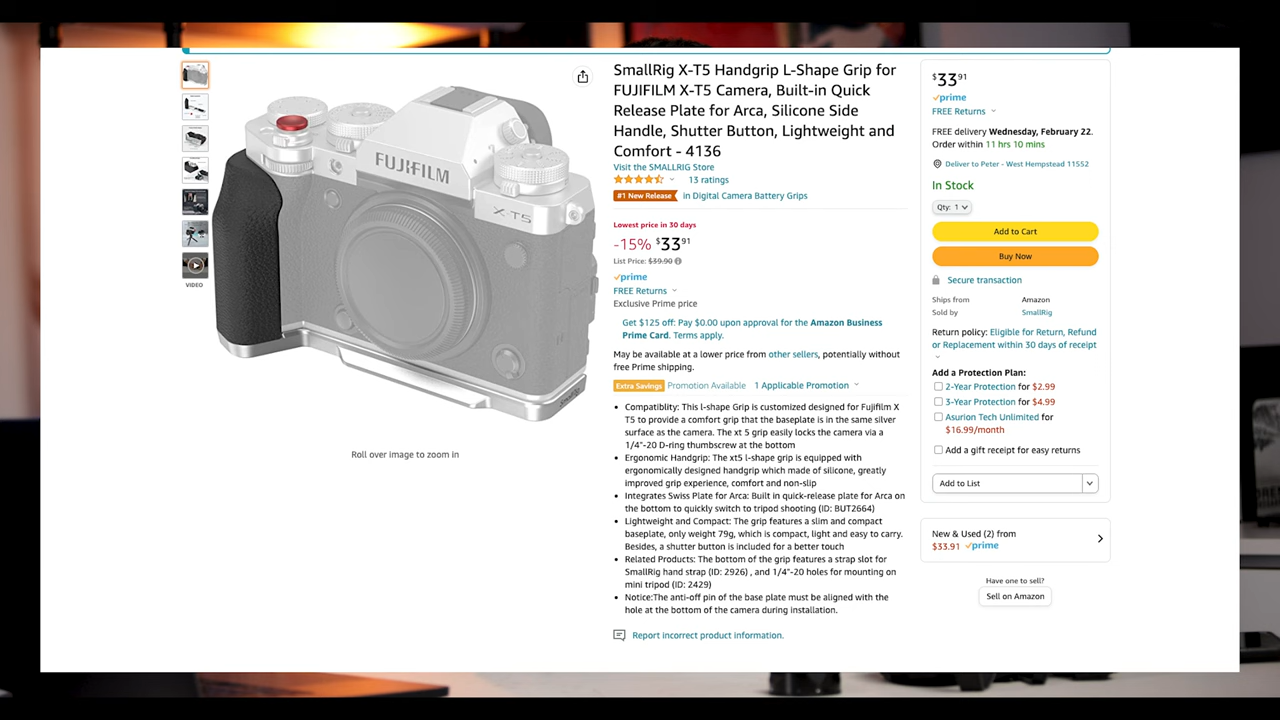 FUJIFILM
X-T5
SmallRig
VIDEO
Roll over image to zoom in
SmallRig X-T5 Handgrip L-Shape Grip for
FUJIFILM X-T5 Camera, Built-in Quick
Release Plate for Arca, Silicone Side
Handle, Shutter Button, Lightweight and
Comfort - 4136
Visit the SMALLRIG Store
13 ratings
#1 New Release in Digital Camera Battery Grips
Lowest price in 30 days
-15% $33 91
List Price: $39.90
prime
FREE Returns
Exclusive Prime price
Get $125 off: Pay $0.00 upon approval for the Amazon Business
Prime Card. Terms apply.
May be available at a lower price from other sellers, potentially without
free Prime shipping.
Extra Savings Promotion Available 1 Applicable Promotion
• Compatiblity: This l-shape Grip is customized designed for Fujifilm X
T5 to provide a comfort grip that the baseplate is in the same silver
surface as the camera. The xt 5 grip easily locks the camera via a
1/4"-20 D-ring thumbscrew at the bottom
• Ergonomic Handgrip: The xt5 l-shape grip is equipped with
ergonomically designed handgrip which made of silicone, greatly
improved grip experience, comfort and non-slip
• Integrates Swiss Plate for Arca: Built in quick-release plate for Arca on
the bottom to quickly switch to tripod shooting (ID: BUT2664)
• Lightweight and Compact: The grip features a slim and compact
baseplate, only weight 79g, which is compact, light and easy to carry.
Besides, a shutter button is included for a better touch
• Related Products: The bottom of the grip features a strap slot for
SmallRig hand strap (ID: 2926) , and 1/4"-20 holes for mounting on
mini tripod (ID: 2429)
• Notice:The anti-off pin of the base plate must be aligned with the
hole at the bottom of the camera during installation.
Report incorrect product information.
$33 91
prime
FREE Returns
FREE delivery Wednesday, February 22.
Order within 11 hrs 10 mins
Deliver to Peter - West Hempstead 11552
In Stock
Qty: 1
Add to Cart
Buy Now
Secure transaction
Ships from Amazon
Sold by SmallRig
Return policy: Eligible for Return, Refund
or Replacement within 30 days of receipt
Add a Protection Plan:
2-Year Protection for $2.99
3-Year Protection for $4.99
Asurion Tech Unlimited for
$16.99/month
Add a gift receipt for easy returns
Add to List
New & Used (2) from
$33.91 prime
Have one to sell?
Sell on Amazon